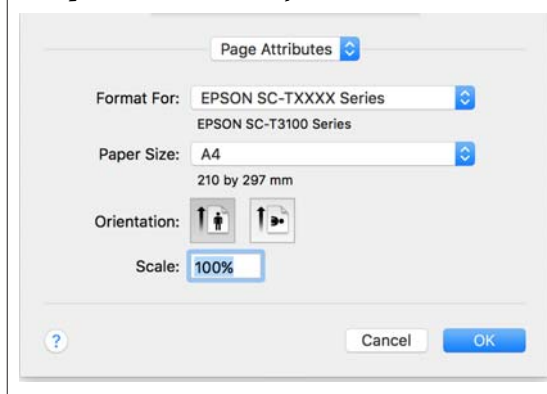 Page Attributes
Format For: EPSON SC-TXXXX Series
EPSON SC-T3100 Series
Paper Size: A4
210 by 297 mm
Orientation:
Scale: 100%
? Cancel OK